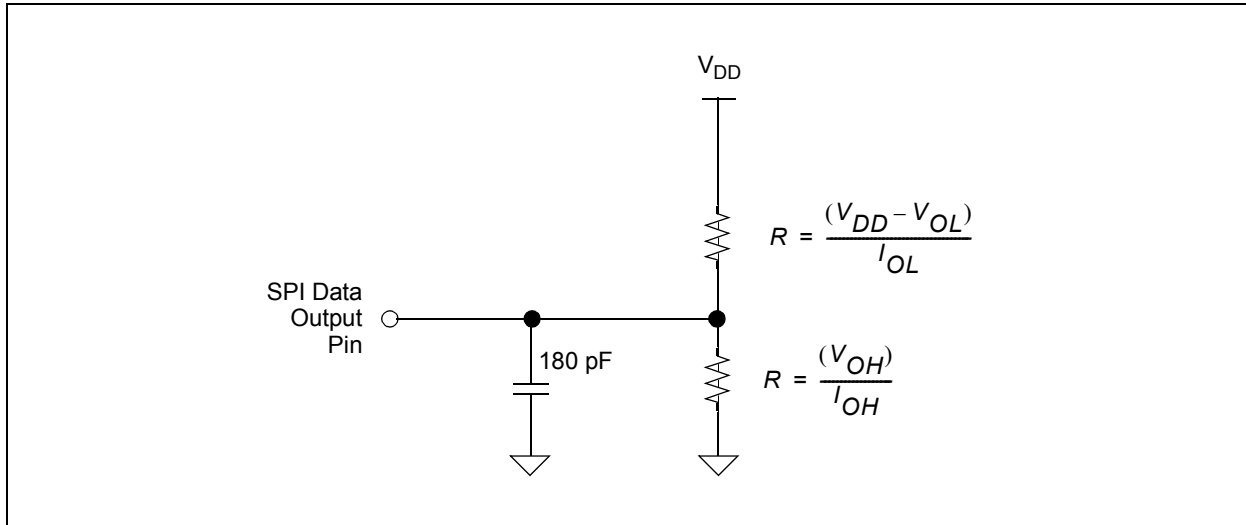 V_DD
R = (V_DD – V_OL) / I_OL
SPI Data
Output
Pin
180 pF
R = (V_OH) / I_OH